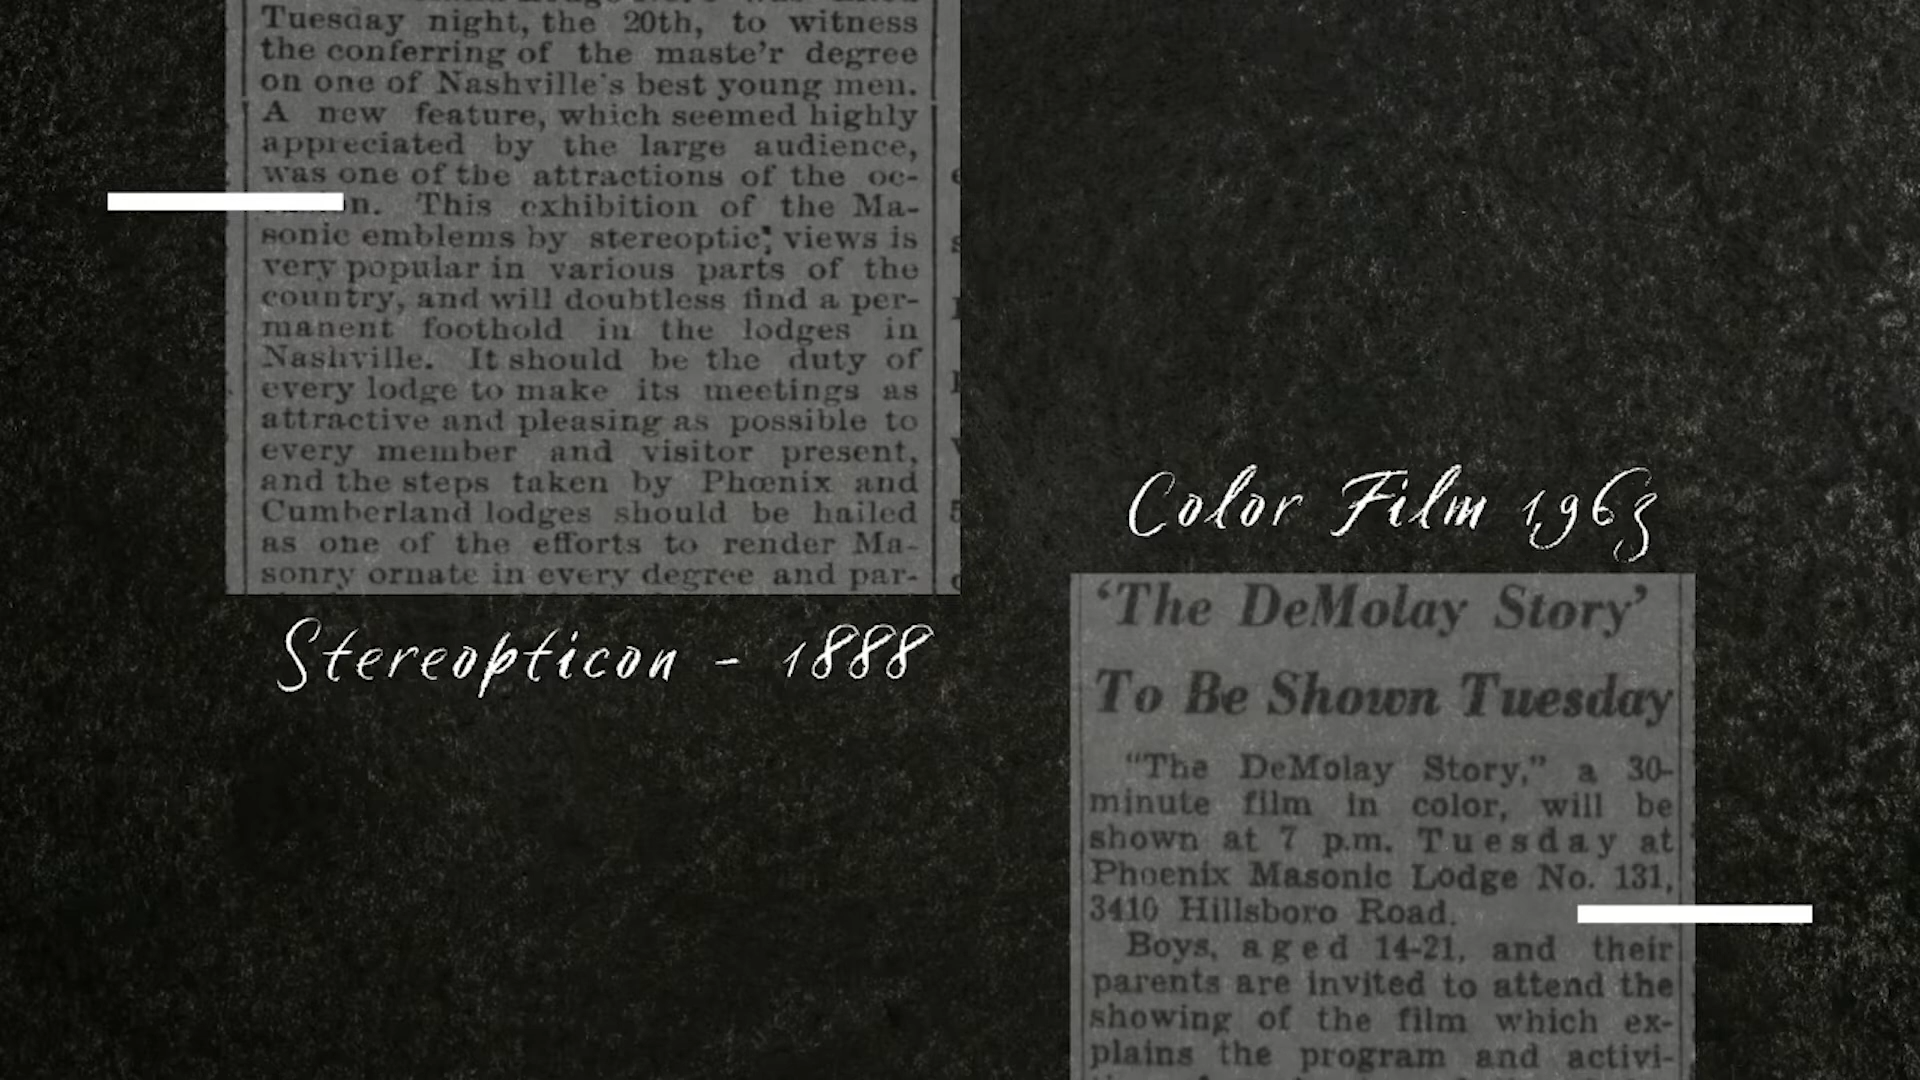 Tuesday night, the 20th, to witness
the conferring of the maste'r degree
on one of Nashville's best young men.
A new feature, which seemed highly
appreciated by the large audience,
was one of the attractions of the oc-
n. This exhibition of the Ma-
sonic emblems by stereoptic; views is
very popular in various parts of the
country, and will doubtless find a per-
manent foothold in the lodges in
Nashville. It should be the duty of
every lodge to make its meetings as
attractive and pleasing as possible to
every member and visitor present,
and the steps taken by Phœnix and
Cumberland lodges should be hailed
as one of the efforts to render Ma-
sonry ornate in every degree and par-
Stereopticon - 1888
Color Film 1963
'The DeMolay Story'
To Be Shown Tuesday
"The DeMolay Story," a 30-
minute film in color, will be
shown at 7 p.m. Tuesday at
Phoenix Masonic Lodge No. 131,
3410 Hillsboro Road.
Boys, aged 14-21, and their
parents are invited to attend the
showing of the film which ex-
plains the program and activi-